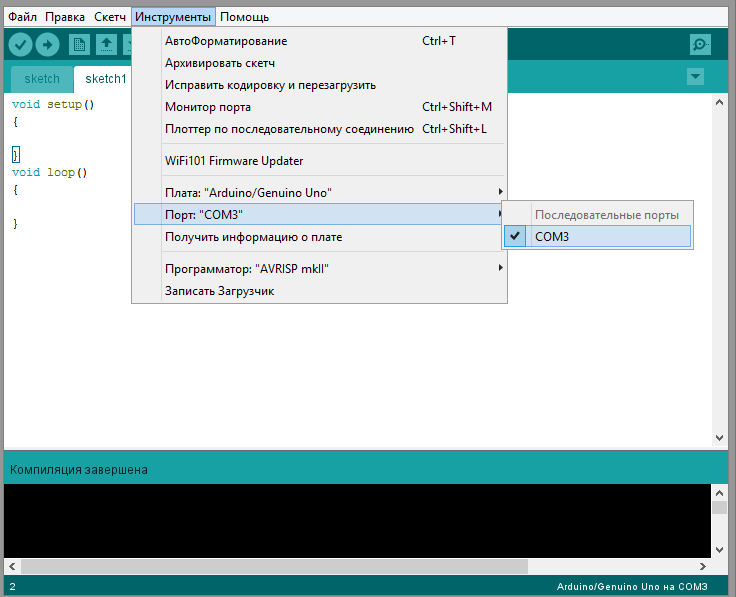 Файл Правка Скетч Инструменты Помощь
sketch sketch1
void setup()
{
}
void loop()
{
}
АвтоФорматирование Ctrl+T
Архивировать скетч
Исправить кодировку и перезагрузить
Монитор порта Ctrl+Shift+M
Плоттер по последовательному соединению Ctrl+Shift+L
WiFi101 Firmware Updater
Плата: "Arduino/Genuino Uno"
Порт: "COM3"
Получить информацию о плате
Программатор: "AVRISP mkII"
Записать Загрузчик
Последовательные порты
COM3
Компиляция завершена
2 Arduino/Genuino Uno на COM3